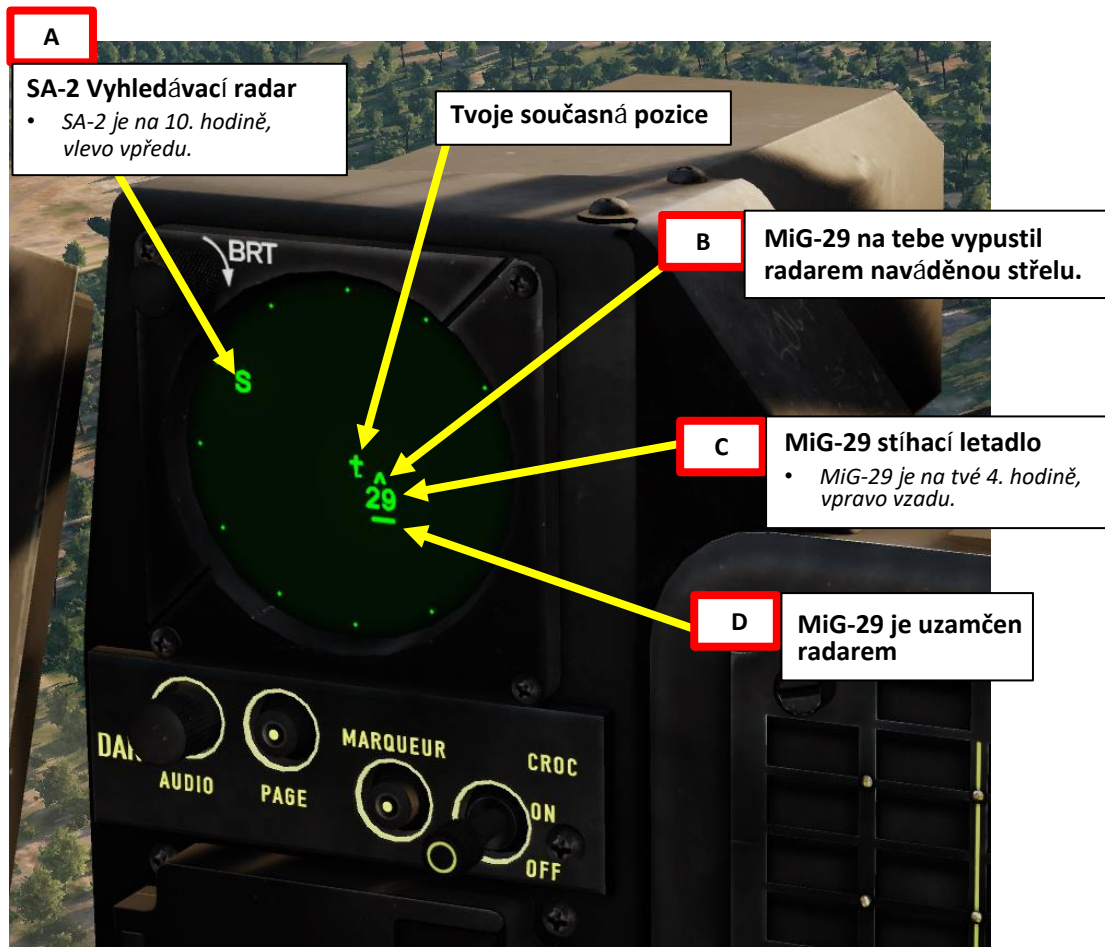 A
SA-2 Vyhledávací radar
• SA-2 je na 10. hodině,
vlevo vpředu.
Tvoje současná pozice
B
MiG-29 na tebe vypustil
radarem naváděnou střelu.
BRT
S
t
^
29
C
MiG-29 stíhací letadlo
• MiG-29 je na tvé 4. hodině,
vpravo vzadu.
D
MiG-29 je uzamčen
radarem
MARQUEUR
CROC
AUDIO
PAGE
ON
OFF